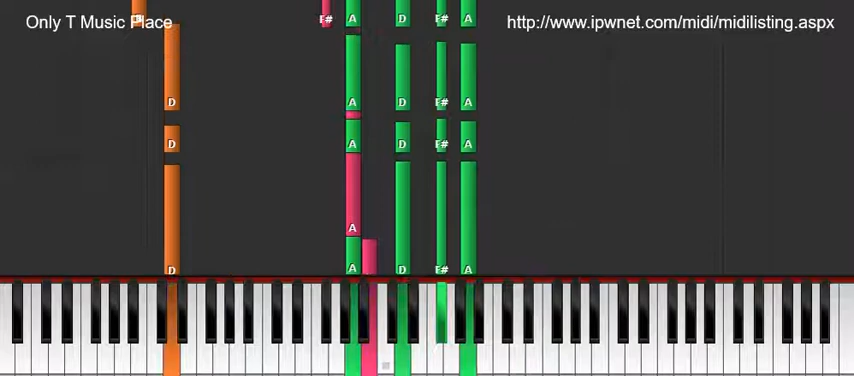 Only T Music Place http://www.ipwnet.com/midi/midilisting.aspx
F# A D F# A
D A D F# A
D A D F# A
A
D A D F# A